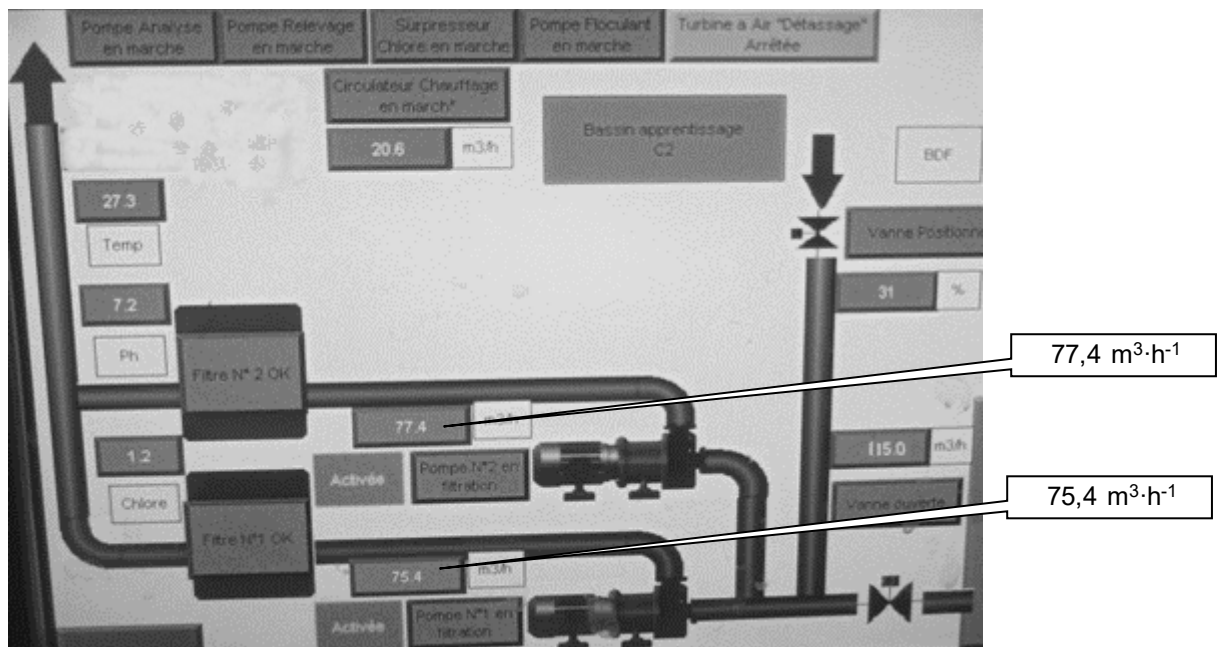 Pompe Analyse
en marche
Pompe Relevage
en marche
Surpresseur
Chlore en marche
Pompe Floculant
en marche
Turbine a Air "Détassage"
Arrêtée
Circulateur Chauffage
en march"
20.6 m3/h
Bassin apprentissage
C2
BDF
27.3
Temp
Vanne Positionn
31 %
7.2
Ph
Filtre N° 2 OK
77,4 m³·h⁻¹
77.4 m3/h
1.2
Chlore
115.0 m3/h
Activée
Pompe N°2 en
filtration
Vanne ouverte
75,4 m³·h⁻¹
Filtre N°1 OK
75.4 m3/h
Activée
Pompe N°1 en
filtration